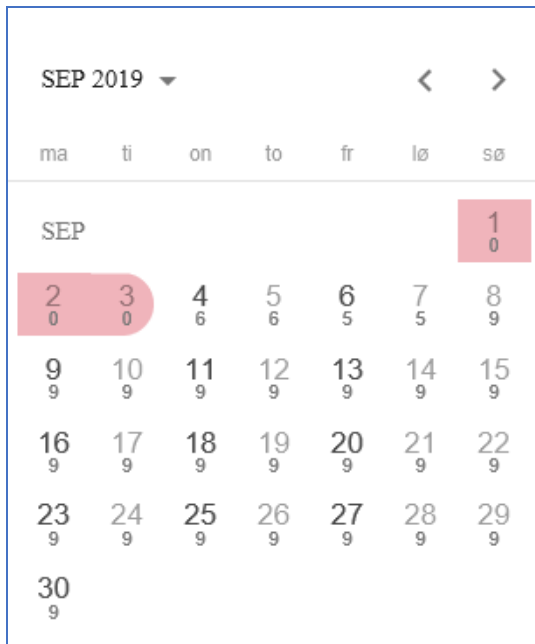 SEP 2019
ma ti on to fr lø sø
SEP 1
0
2 3 4 5 6 7 8
0 0 6 6 5 5 9
9 10 11 12 13 14 15
9 9 9 9 9 9 9
16 17 18 19 20 21 22
9 9 9 9 9 9 9
23 24 25 26 27 28 29
9 9 9 9 9 9 9
30
9